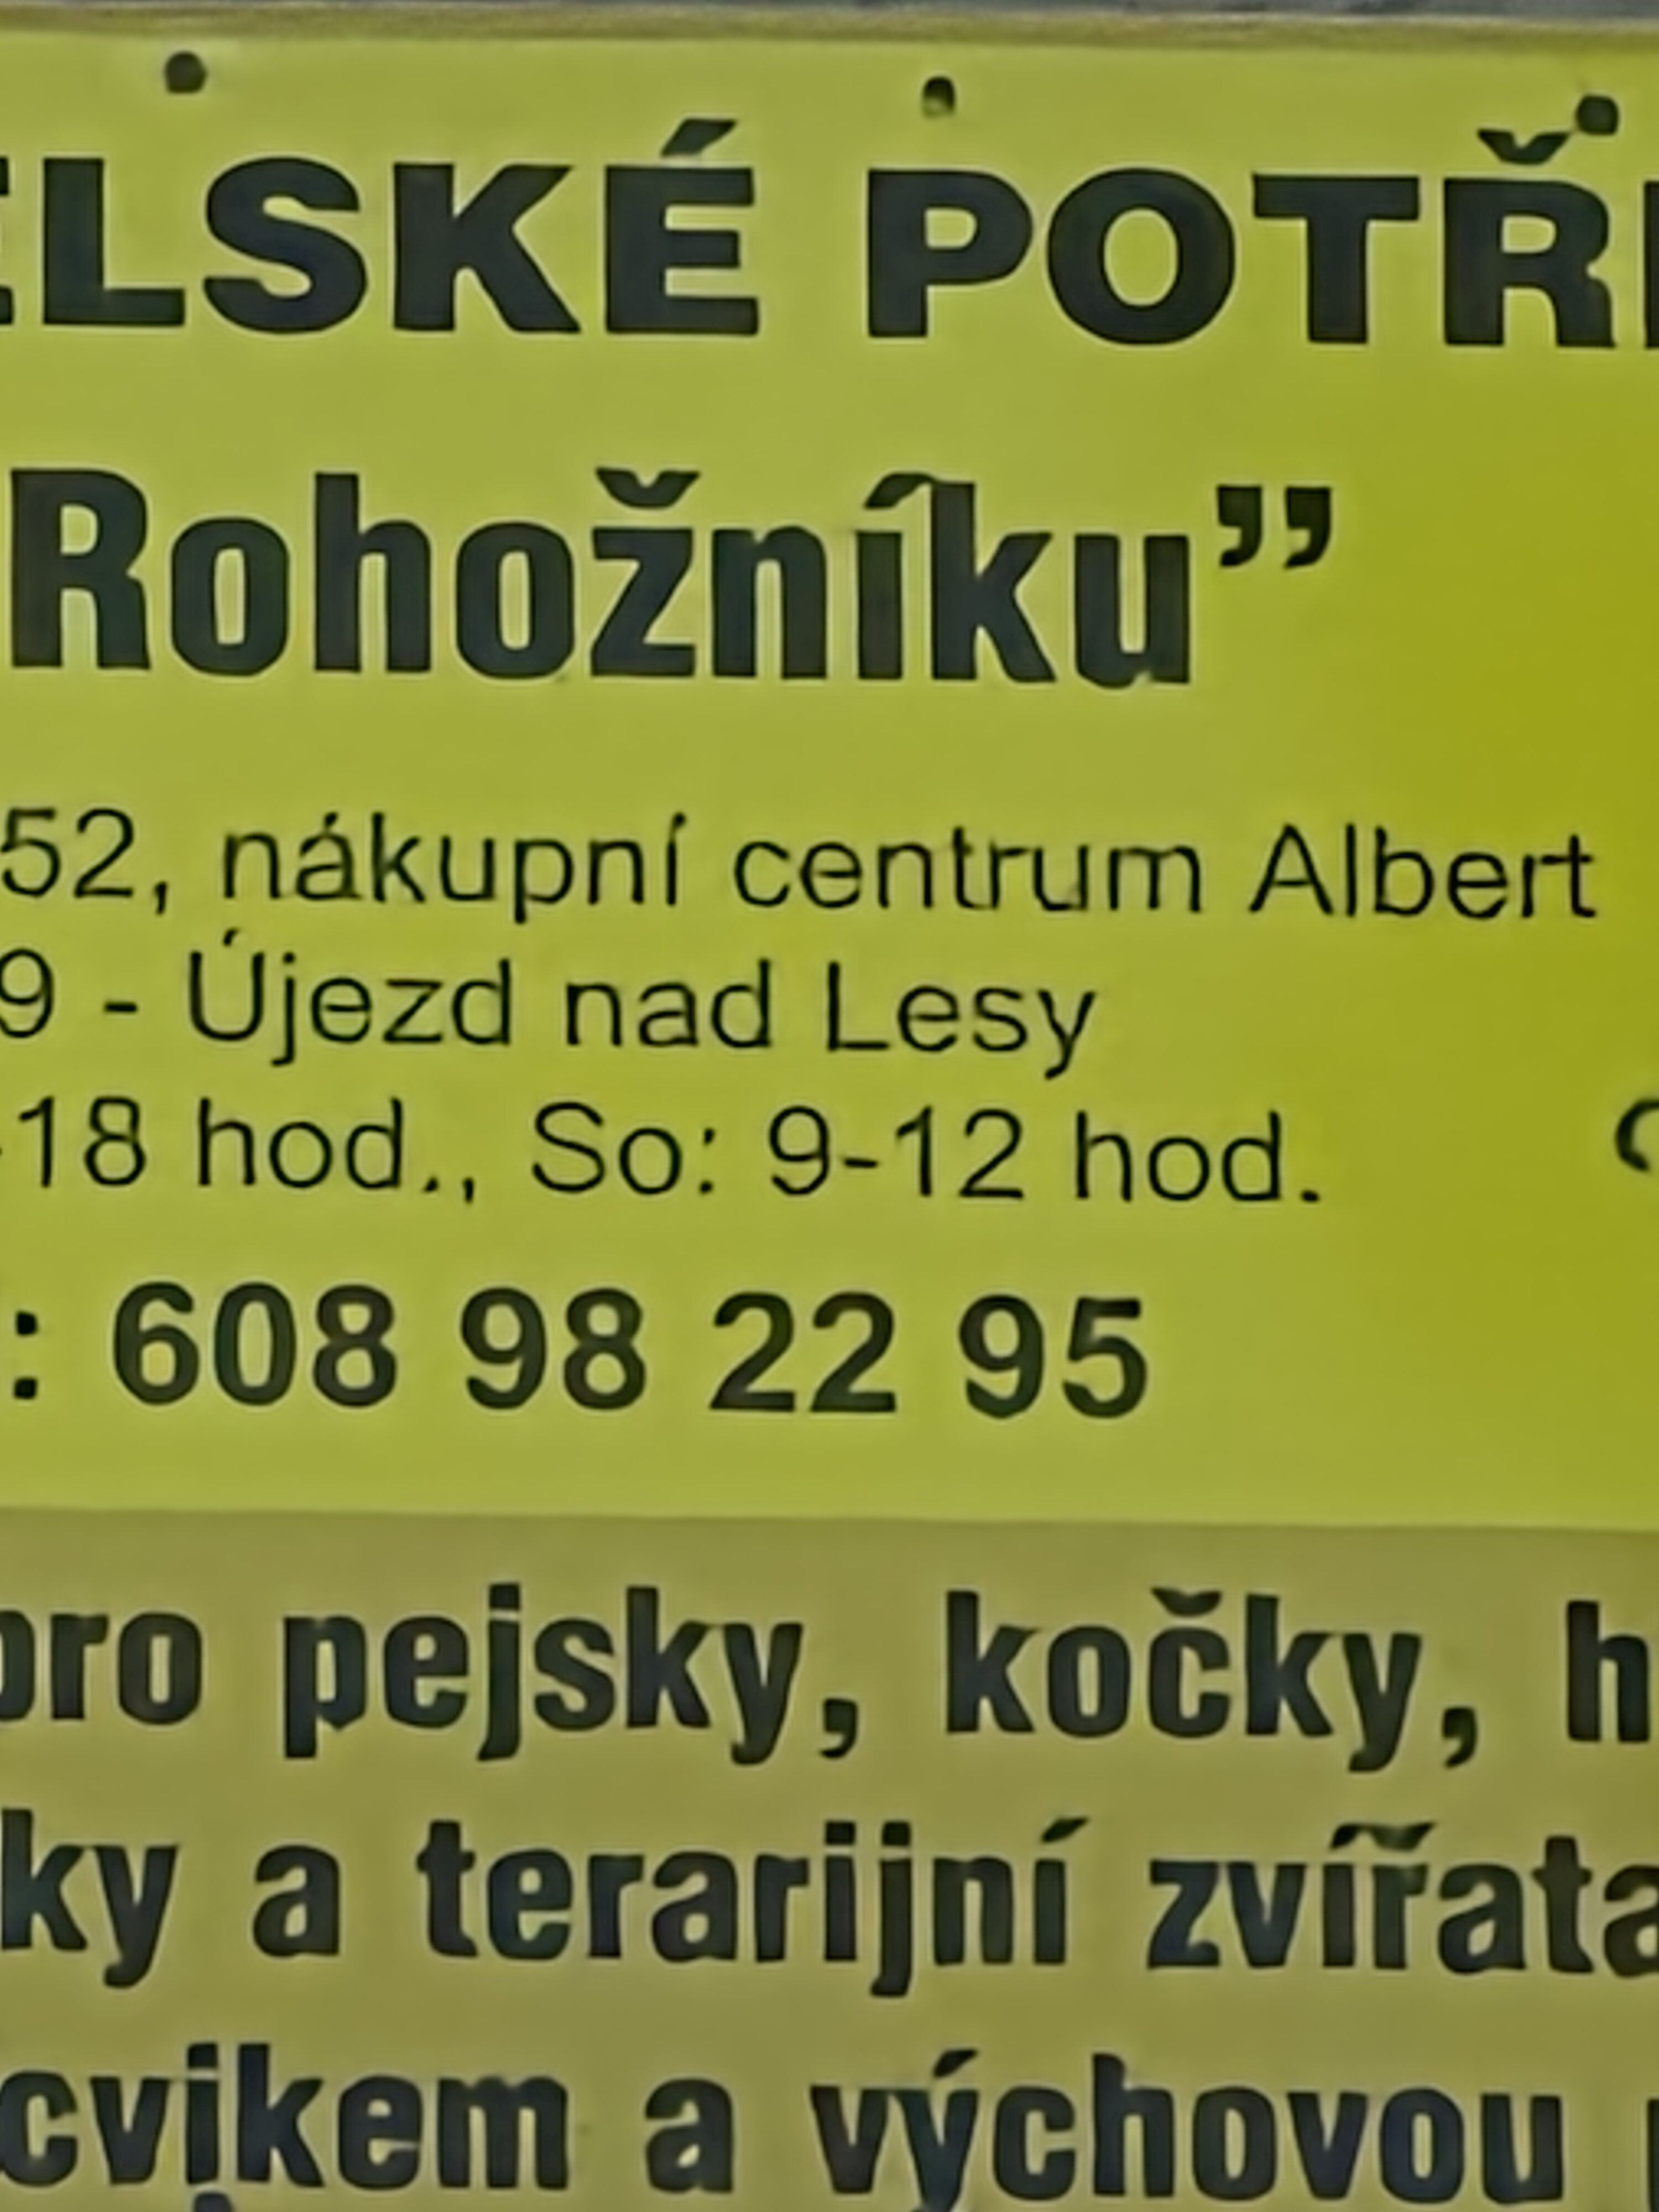 ELSKÉ POTŘ
Rohožníku”
52, nákupní centrum Albert
9 - Újezd nad Lesy
-18 hod., So: 9-12 hod.
: 608 98 22 95
pro pejsky, kočky, h
ky a terarijní zvířata
cvikem a výchovou